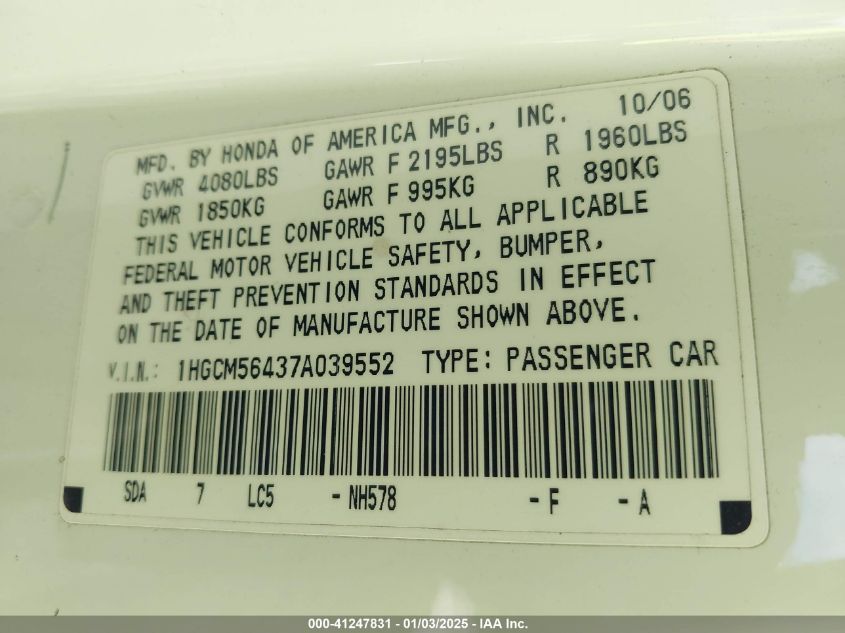 MFD. BY HONDA OF AMERICA MFG., INC. 10/06
GVWR 4080LBS GAWR F 2195LBS R 1960LBS
GVWR 1850KG GAWR F 995KG R 890KG
THIS VEHICLE CONFORMS TO ALL APPLICABLE
FEDERAL MOTOR VEHICLE SAFETY, BUMPER,
AND THEFT PREVENTION STANDARDS IN EFFECT
ON THE DATE OF MANUFACTURE SHOWN ABOVE.
V.I.N.: 1HGCM56437A039552 TYPE: PASSENGER CAR
SDA 7 LC5 -NH578 -F -A
000-41247831 - 01/03/2025 - IAA Inc.